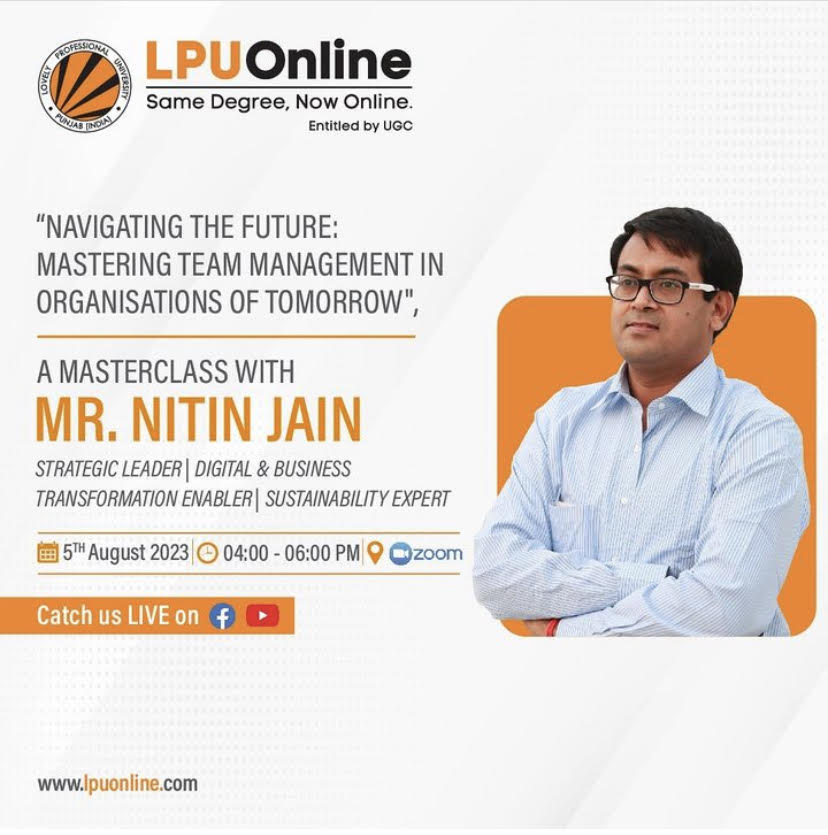 LOVELY PROFESSIONAL UNIVERSITY
PUNJAB [INDIA]
LPUOnline
Same Degree, Now Online.
Entitled by UGC
“NAVIGATING THE FUTURE:
MASTERING TEAM MANAGEMENT IN
ORGANISATIONS OF TOMORROW",
A MASTERCLASS WITH
MR. NITIN JAIN
STRATEGIC LEADER| DIGITAL & BUSINESS
TRANSFORMATION ENABLER| SUSTAINABILITY EXPERT
5TH August 2023| 04:00 - 06:00 PM| zoom
Catch us LIVE on
www.lpuonline.com